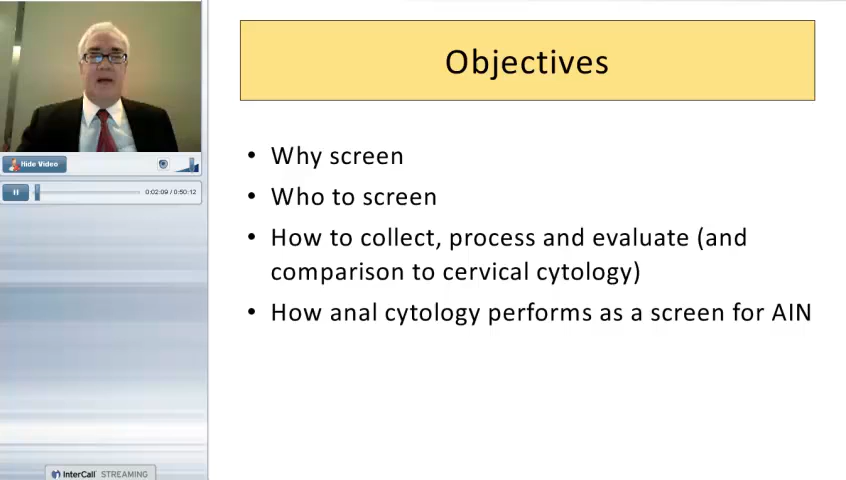 Objectives
Hide Video
0:02:09 / 0:50:12
• Why screen
• Who to screen
• How to collect, process and evaluate (and
comparison to cervical cytology)
• How anal cytology performs as a screen for AIN
InterCall STREAMING